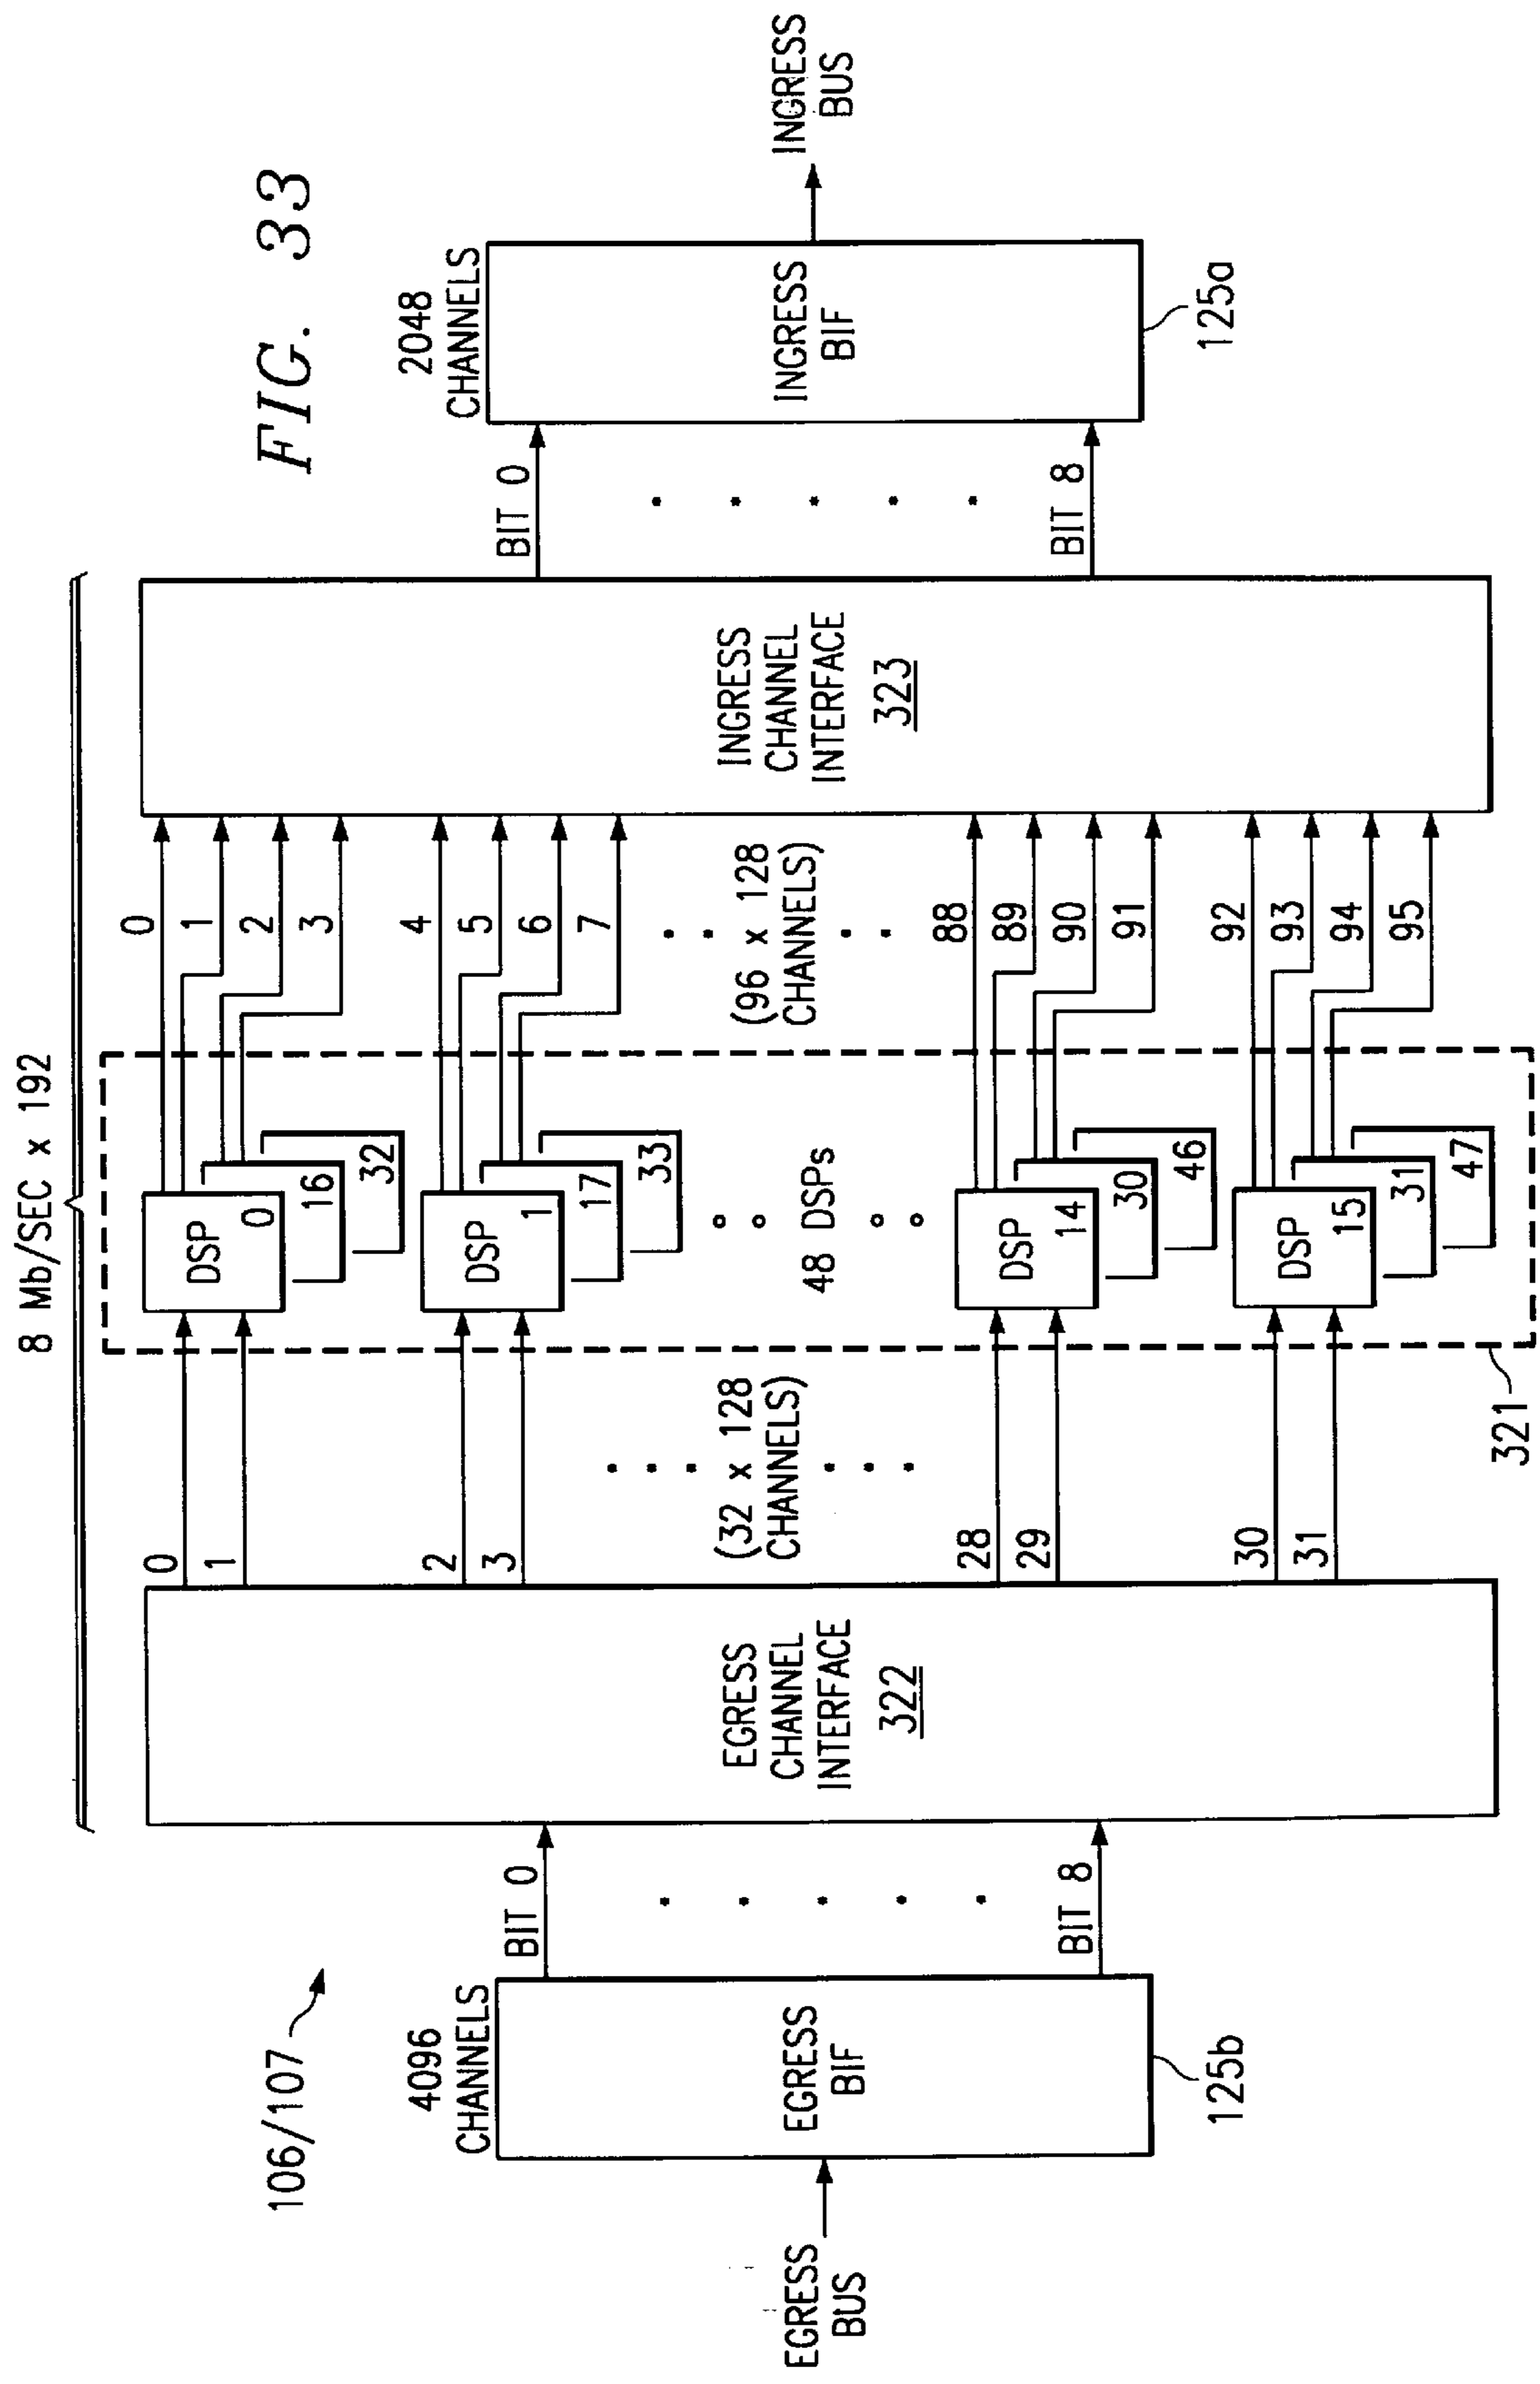 FIG. 33
106/107
8 Mb/SEC x 192
EGRESS
BUS
4096
CHANNELS
EGRESS
BIF
125b
BIT 0
BIT 8
EGRESS
CHANNEL
INTERFACE
322
0
1
2
3
(32 x 128
CHANNELS)
28
29
30
31
DSP
0
16
32
DSP
1
17
33
48 DSPs
DSP
14
30
46
DSP
15
31
47
321
0
1
2
3
4
5
6
7
(96 x 128
CHANNELS)
88
89
90
91
92
93
94
95
INGRESS
CHANNEL
INTERFACE
323
BIT 0
BIT 8
2048
CHANNELS
INGRESS
BIF
125a
INGRESS
BUS